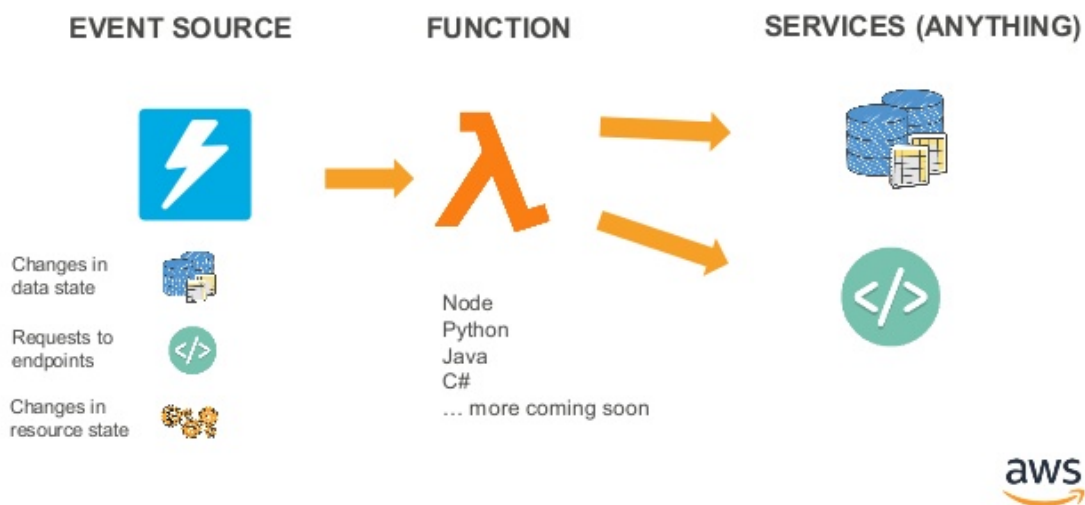 EVENT SOURCE
FUNCTION
SERVICES (ANYTHING)
Changes in
data state
Requests to
endpoints
Changes in
resource state
Node
Python
Java
C#
… more coming soon
</>
</>
aws